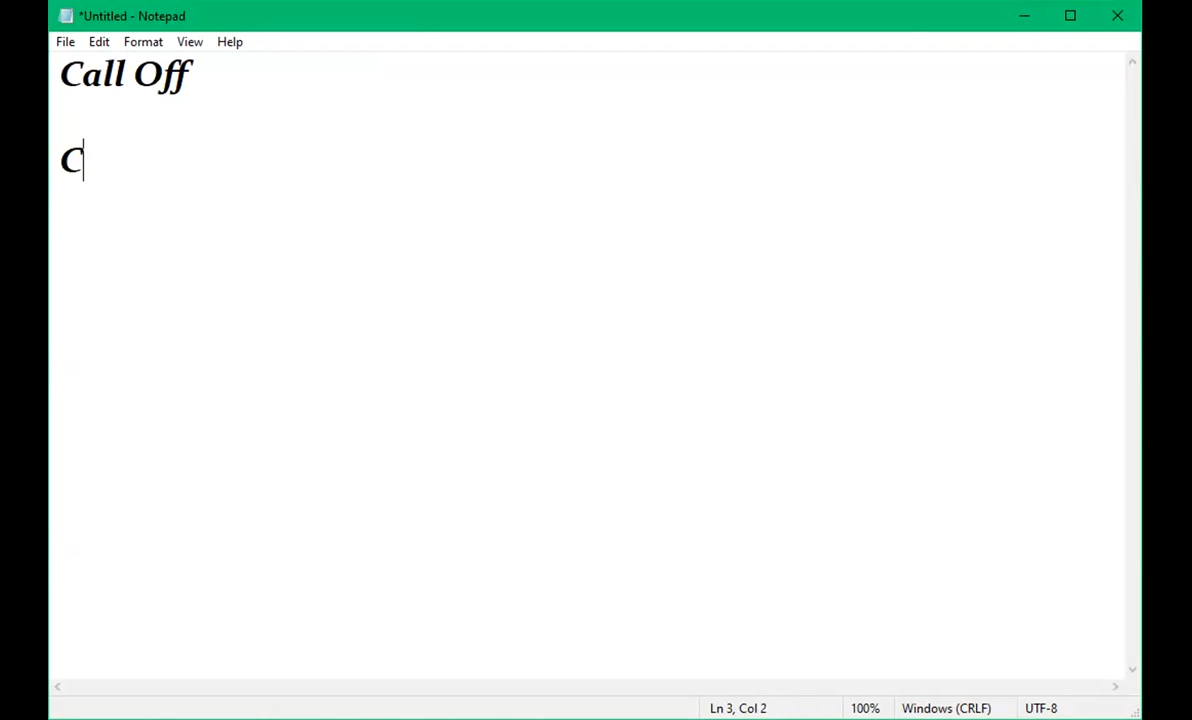 *Untitled - Notepad
File Edit Format View Help
Call Off
C
Ln 3, Col 2 100% Windows (CRLF) UTF-8